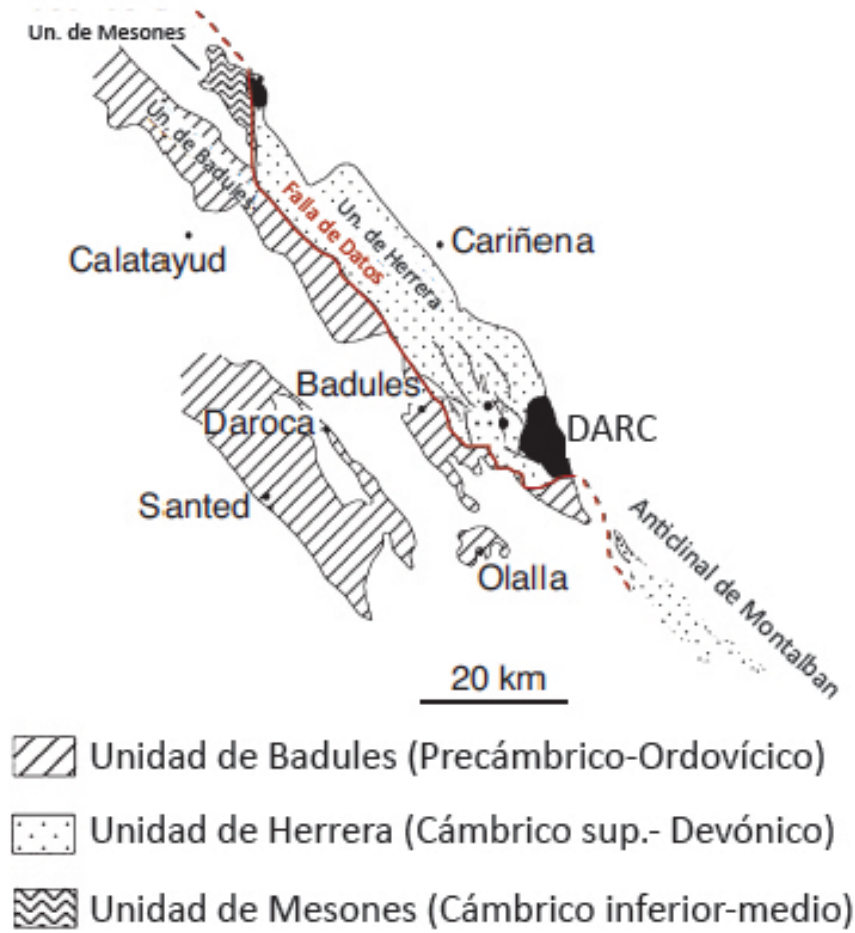 Un. de Mesones
Un. de Badules
Falla de Datos
Un. de Herrera
Cariñena
Calatayud
Badules
Daroca
DARC
Santed
Olalla
Anticlinal de Montalban
20 km
Unidad de Badules (Precámbrico-Ordovícico)
Unidad de Herrera (Cámbrico sup.- Devónico)
Unidad de Mesones (Cámbrico inferior-medio)